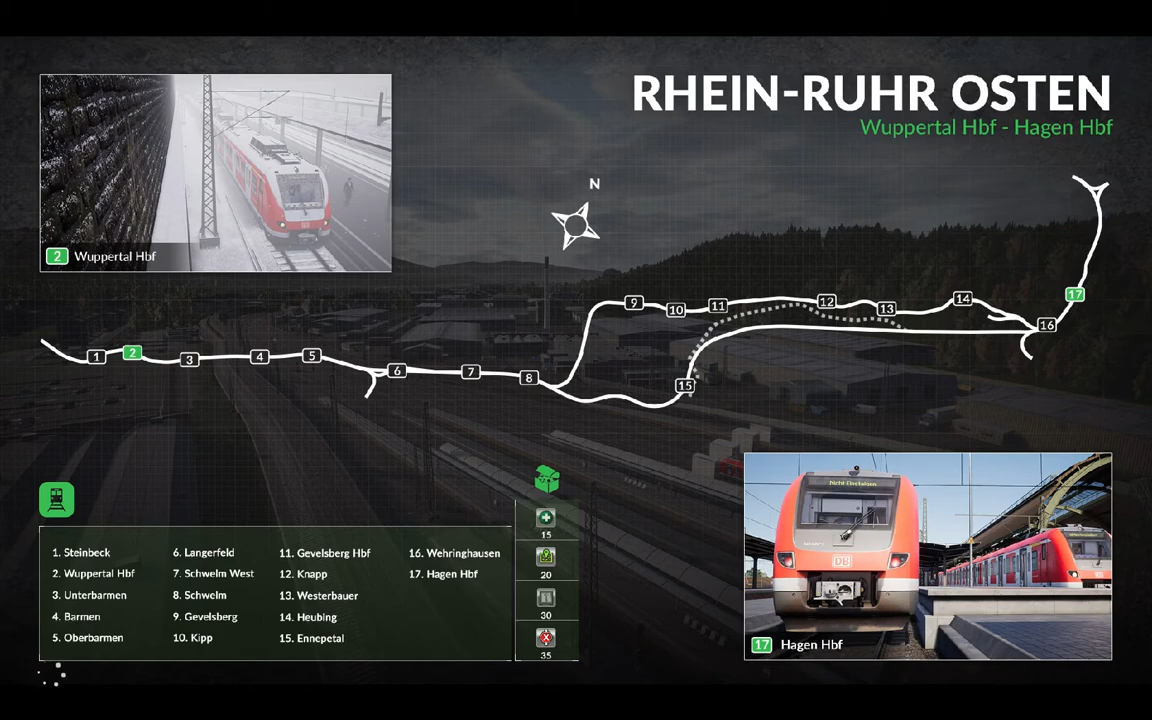 RHEIN-RUHR OSTEN
Wuppertal Hbf - Hagen Hbf
N
2 Wuppertal Hbf
1
2
3
4
5
6
7
8
9
10
11
12
13
14
15
16
17
1. Steinbeck
2. Wuppertal Hbf
3. Unterbarmen
4. Barmen
5. Oberbarmen
6. Langerfeld
7. Schwelm West
8. Schwelm
9. Gevelsberg
10. Kipp
11. Gevelsberg Hbf
12. Knapp
13. Westerbauer
14. Heubing
15. Ennepetal
16. Wehringhausen
17. Hagen Hbf
15
20
30
35
Nicht Einsteigen
DB
17 Hagen Hbf